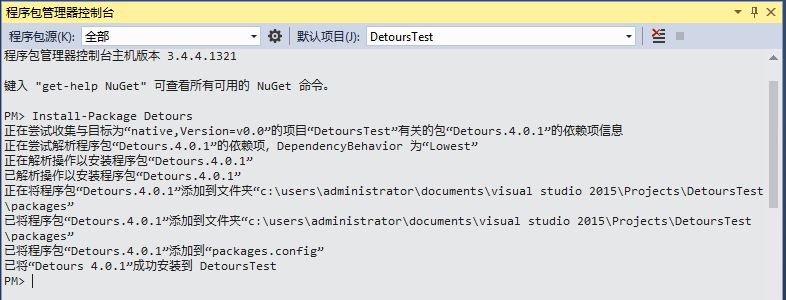 程序包管理器控制台
程序包源(K): 全部 默认项目(J): DetoursTest
程序包管理器控制台主机版本 3.4.4.1321
键入 "get-help NuGet" 可查看所有可用的 NuGet 命令。
PM> Install-Package Detours
正在尝试收集与目标为“native,Version=v0.0”的项目“DetoursTest”有关的包“Detours.4.0.1”的依赖项信息
正在尝试解析程序包“Detours.4.0.1”的依赖项，DependencyBehavior 为“Lowest”
正在解析操作以安装程序包“Detours.4.0.1”
已解析操作以安装程序包“Detours.4.0.1”
正在将程序包“Detours.4.0.1”添加到文件夹“c:\users\administrator\documents\visual studio 2015\Projects\DetoursTest
\packages”
已将程序包“Detours.4.0.1”添加到文件夹“c:\users\administrator\documents\visual studio 2015\Projects\DetoursTest
\packages”
已将程序包“Detours.4.0.1”添加到“packages.config”
已将“Detours 4.0.1”成功安装到 DetoursTest
PM>